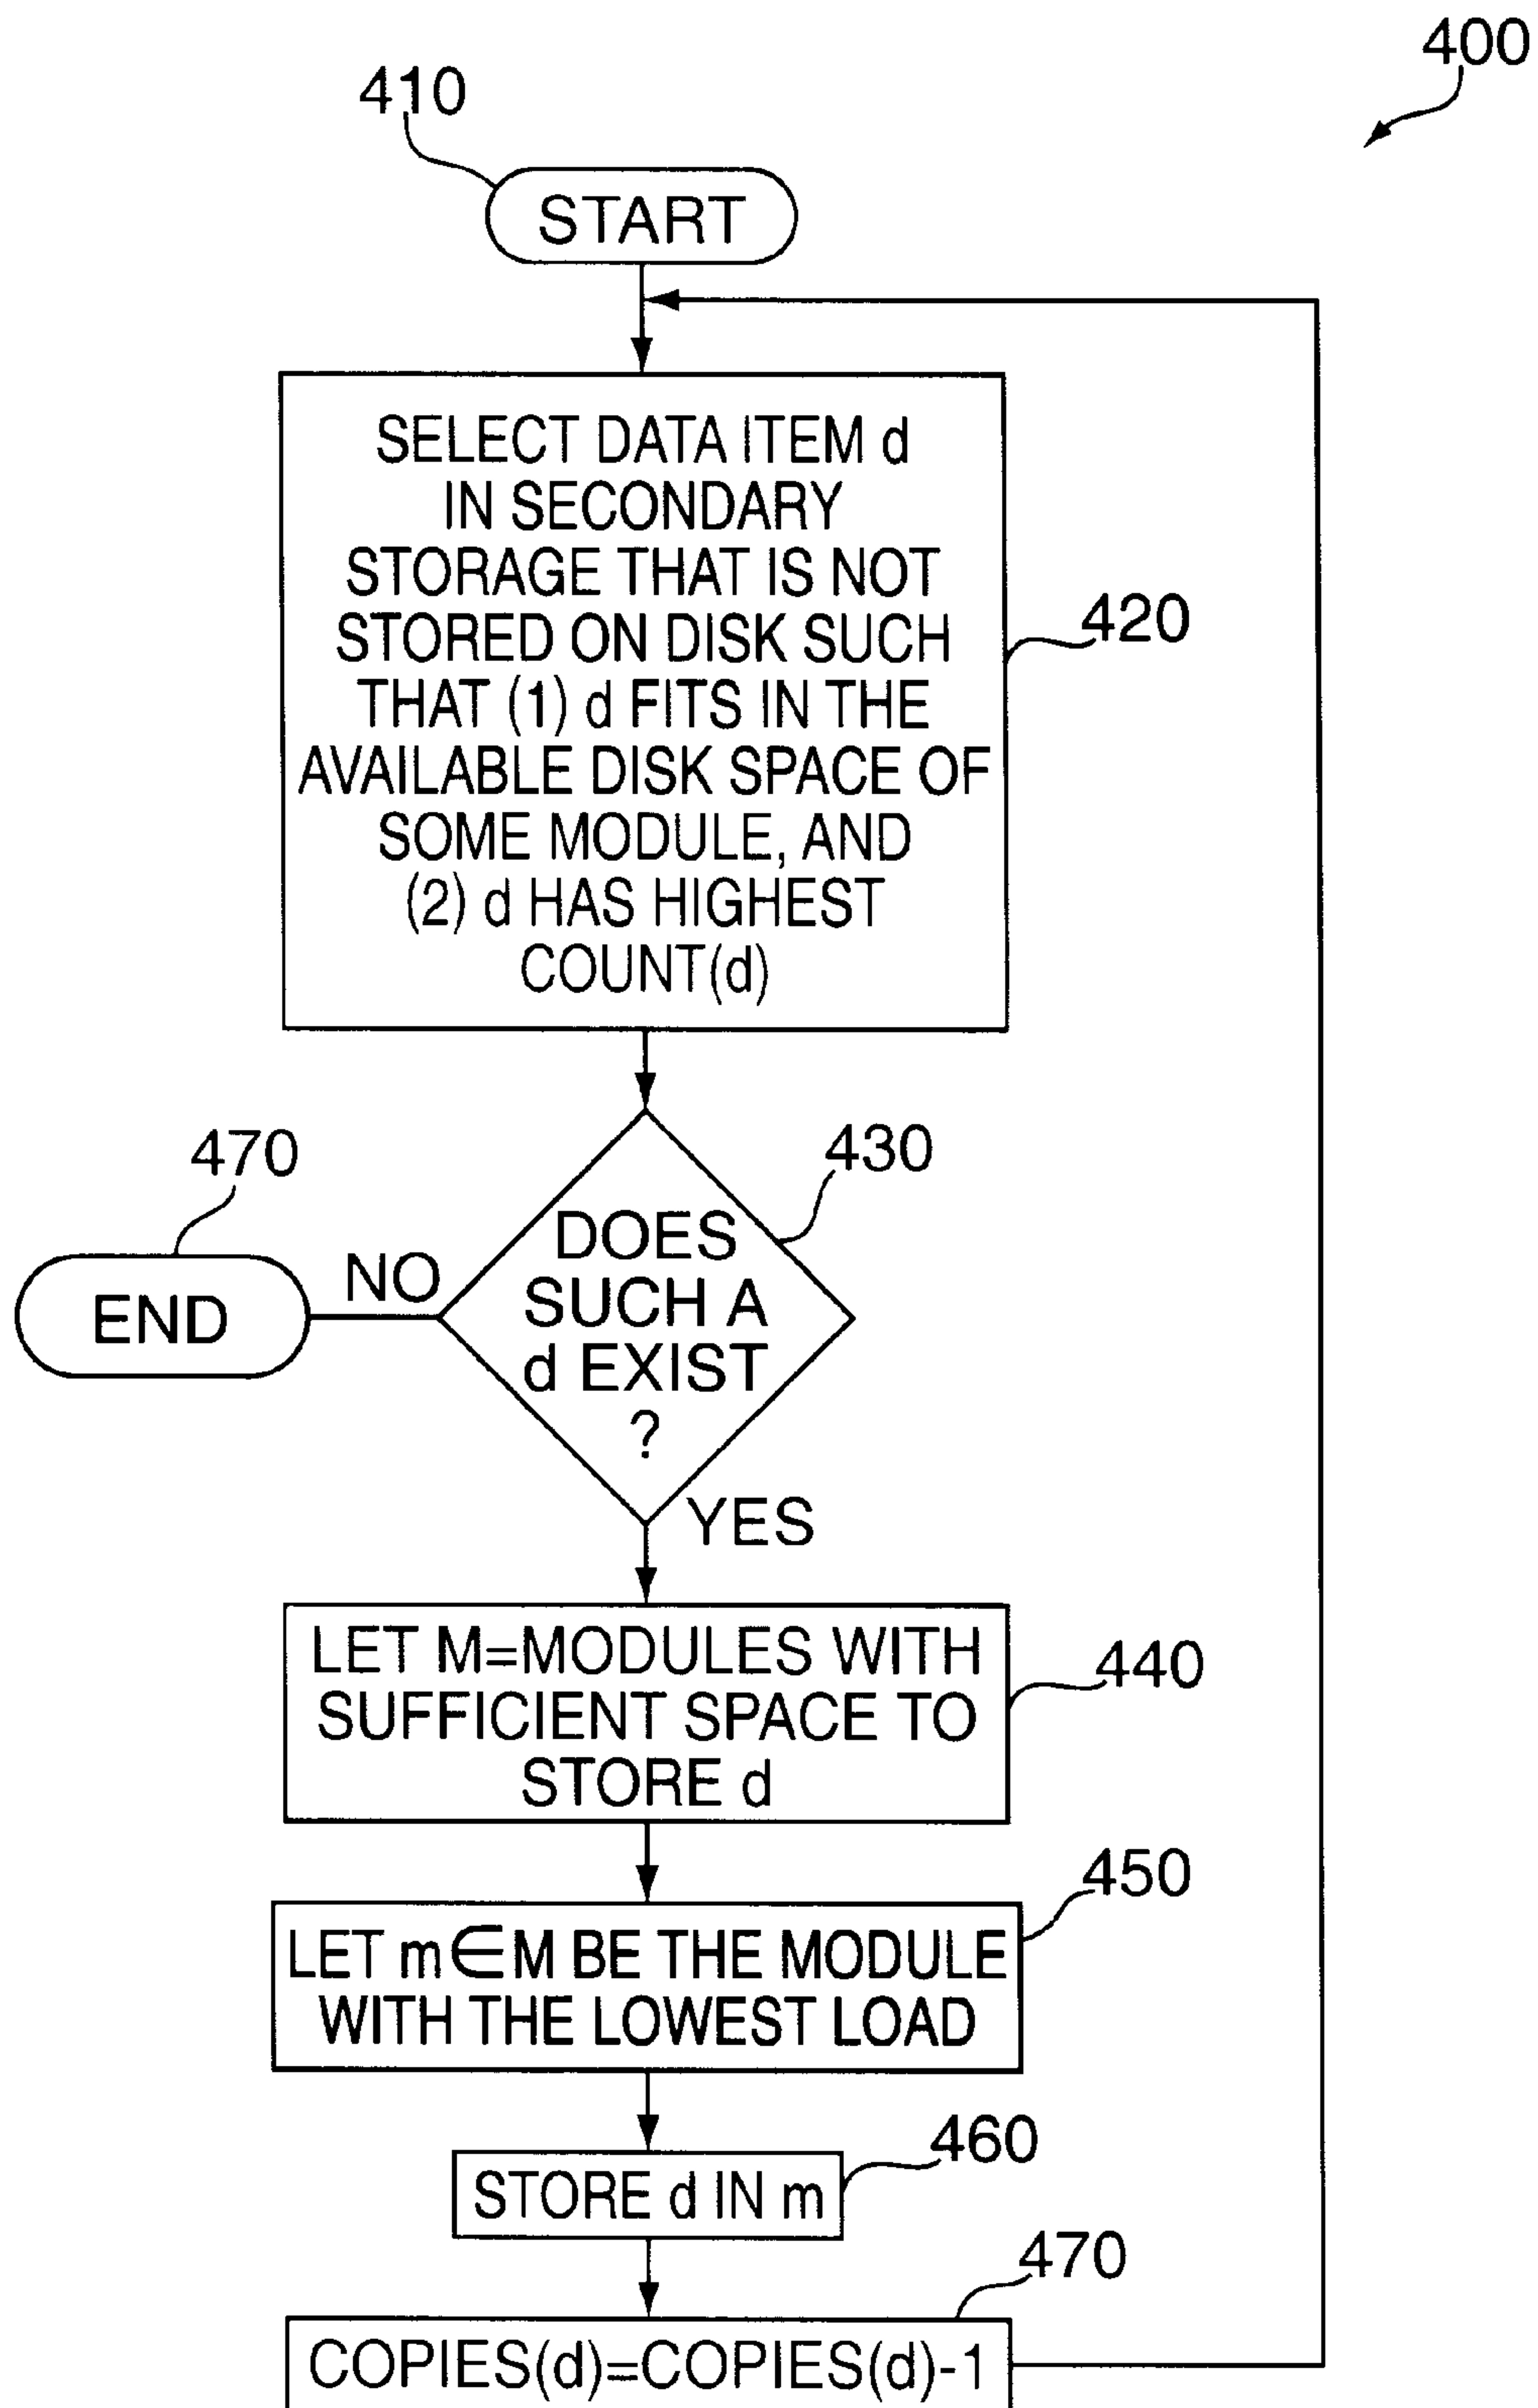 400
410
START
SELECT DATA ITEM d
IN SECONDARY
STORAGE THAT IS NOT
STORED ON DISK SUCH
THAT (1) d FITS IN THE
AVAILABLE DISK SPACE OF
SOME MODULE, AND
(2) d HAS HIGHEST
COUNT(d)
420
430
DOES
SUCH A
d EXIST
?
470
END
NO
YES
LET M=MODULES WITH
SUFFICIENT SPACE TO
STORE d
440
LET m∈M BE THE MODULE
WITH THE LOWEST LOAD
450
STORE d IN m
460
COPIES(d)=COPIES(d)-1
470